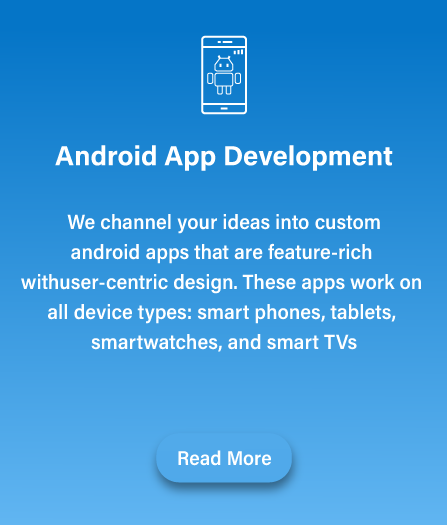 Android App Development
We channel your ideas into custom
android apps that are feature-rich
withuser-centric design. These apps work on
all device types: smart phones, tablets,
smartwatches, and smart TVs
Read More